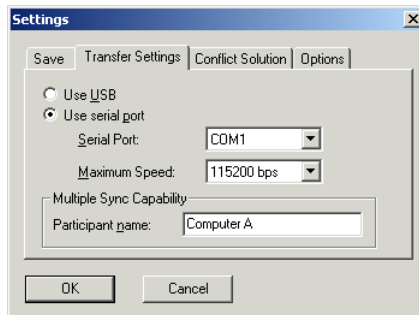 Settings
Save Transfer Settings Conflict Solution Options
Use USB
Use serial port
Serial Port: COM1
Maximum Speed: 115200 bps
Multiple Sync Capability
Participant name: Computer A
OK Cancel